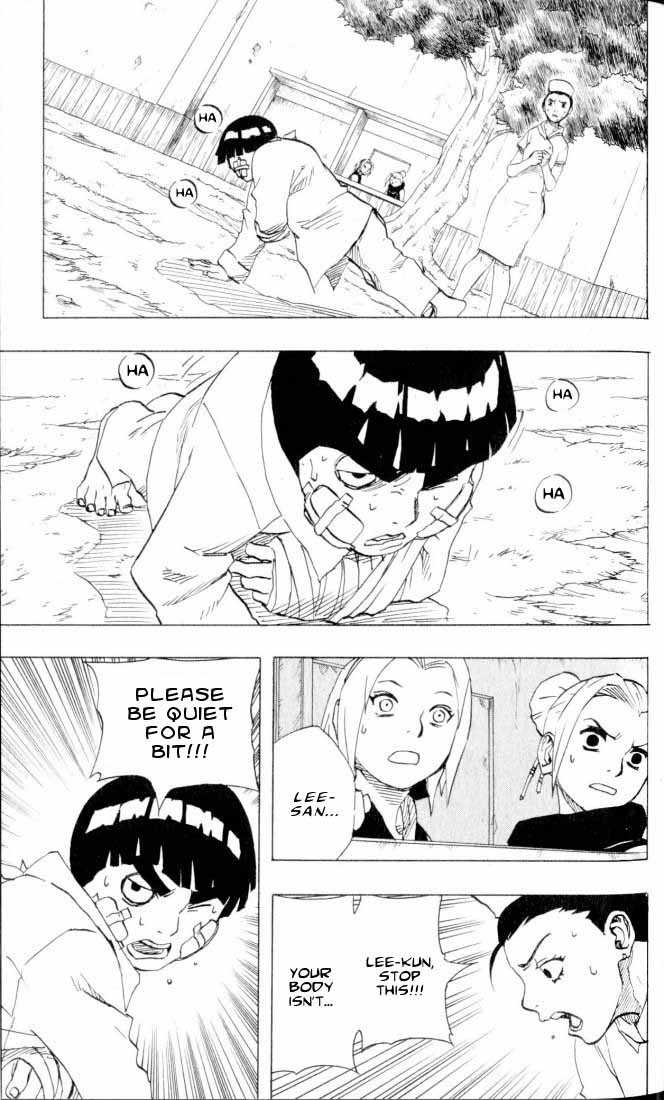 HA
HA
HA
HA
HA
LEE-
SAN...
LEE-KUN,
STOP
THIS!!!
YOUR
BODY
ISN'T...
PLEASE
BE QUIET
FOR A
BIT!!!